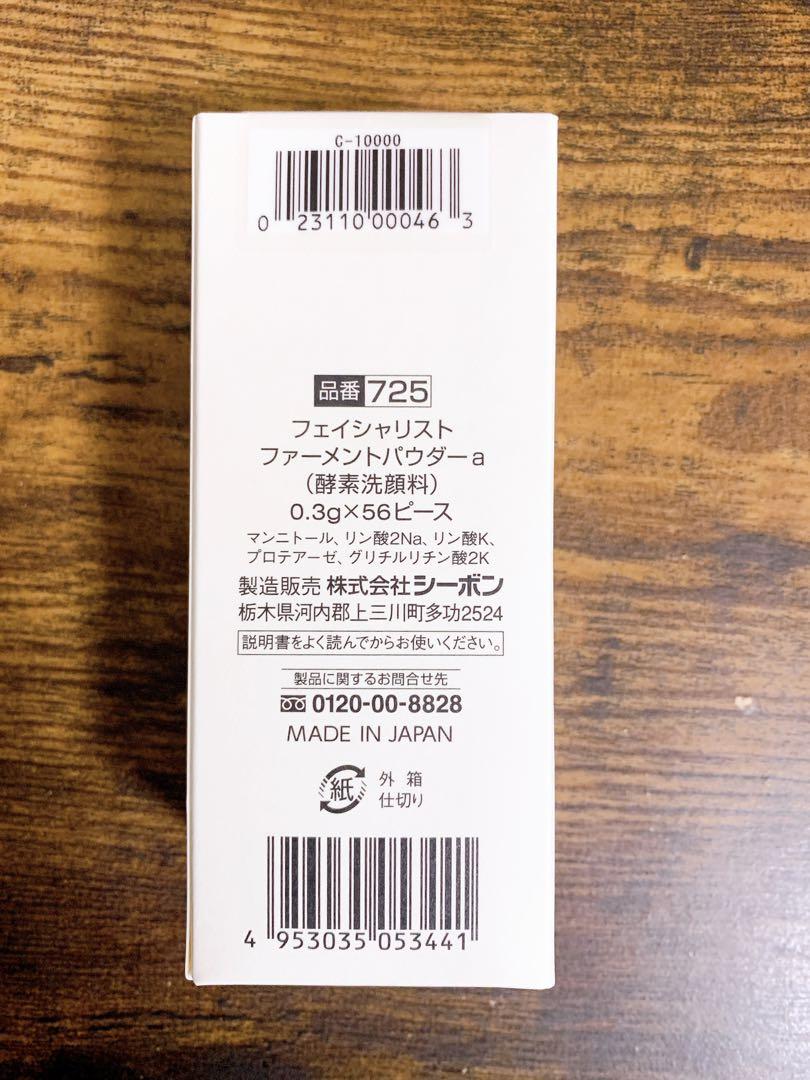 C-10000
0 23110 00046 3
品番 725
フェイシャリスト
ファーメントパウダーa
(酵素洗顔料)
0.3g×56ピース
マンニトール、リン酸2Na、リン酸K、
プロテアーゼ、グリチルリチン酸2K
製造販売 株式会社シーボン
栃木県河内郡上三川町多功2524
説明書をよく読んでからお使いください。
製品に関するお問合せ先
0120-00-8828
MADE IN JAPAN
紙 外箱
仕切り
4 953035 053441